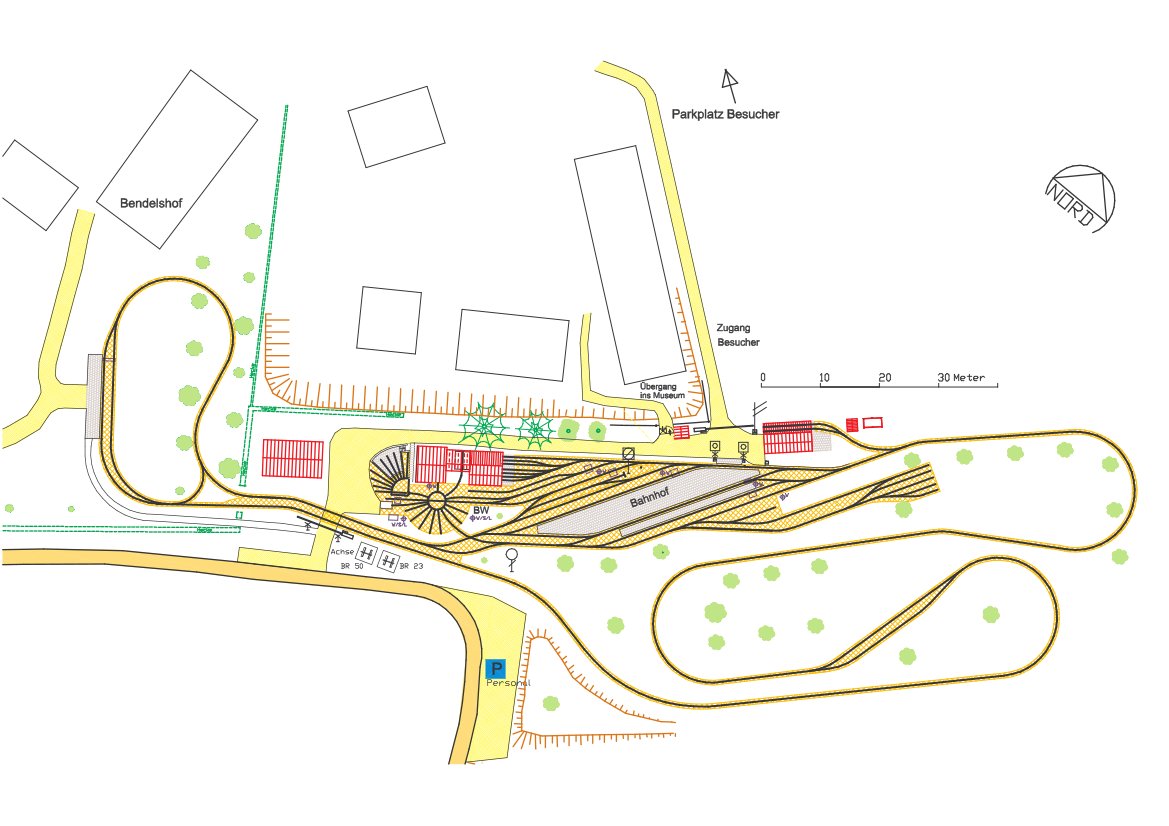 Parkplatz Besucher
NORD
Bendelshof
Zugang
Besucher
0 10 20 30 Meter
Übergang
ins Museum
Bahnhof
BW
W/S/L
W/S/L
Achse
BR 50
BR 23
P
Personal